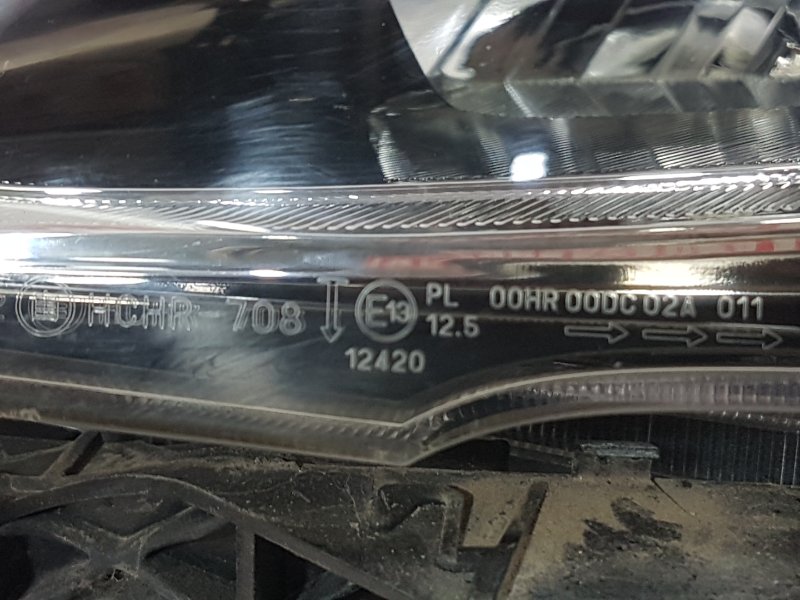 HCHR-708
E13
PL
12.5
00HR 00DC 02A 011
12420